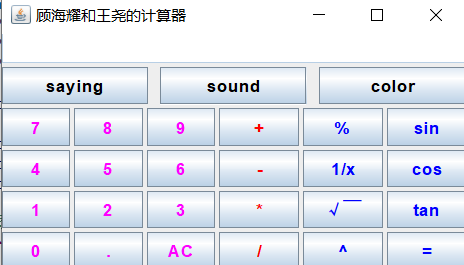 顾海耀和王尧的计算器
saying sound color
7 8 9 + % sin
4 5 6 - 1/x cos
1 2 3 * √￣ tan
0 . AC / ^ =